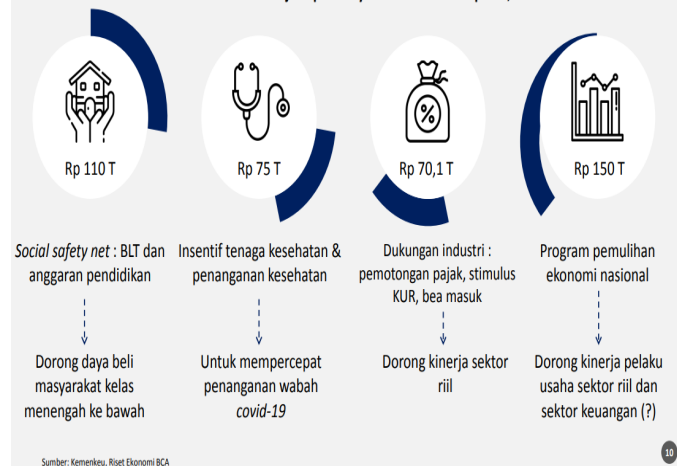 Rp 110 T
Rp 75 T
Rp 70,1 T
Rp 150 T
Social safety net : BLT dan
anggaran pendidikan
Insentif tenaga kesehatan &
penanganan kesehatan
Dukungan industri :
pemotongan pajak, stimulus
KUR, bea masuk
Program pemulihan
ekonomi nasional
Dorong daya beli
masyarakat kelas
menengah ke bawah
Untuk mempercepat
penanganan wabah
covid-19
Dorong kinerja sektor
riil
Dorong kinerja pelaku
usaha sektor riil dan
sektor keuangan (?)
Sumber: Kemenkeu, Riset Ekonomi BCA
10